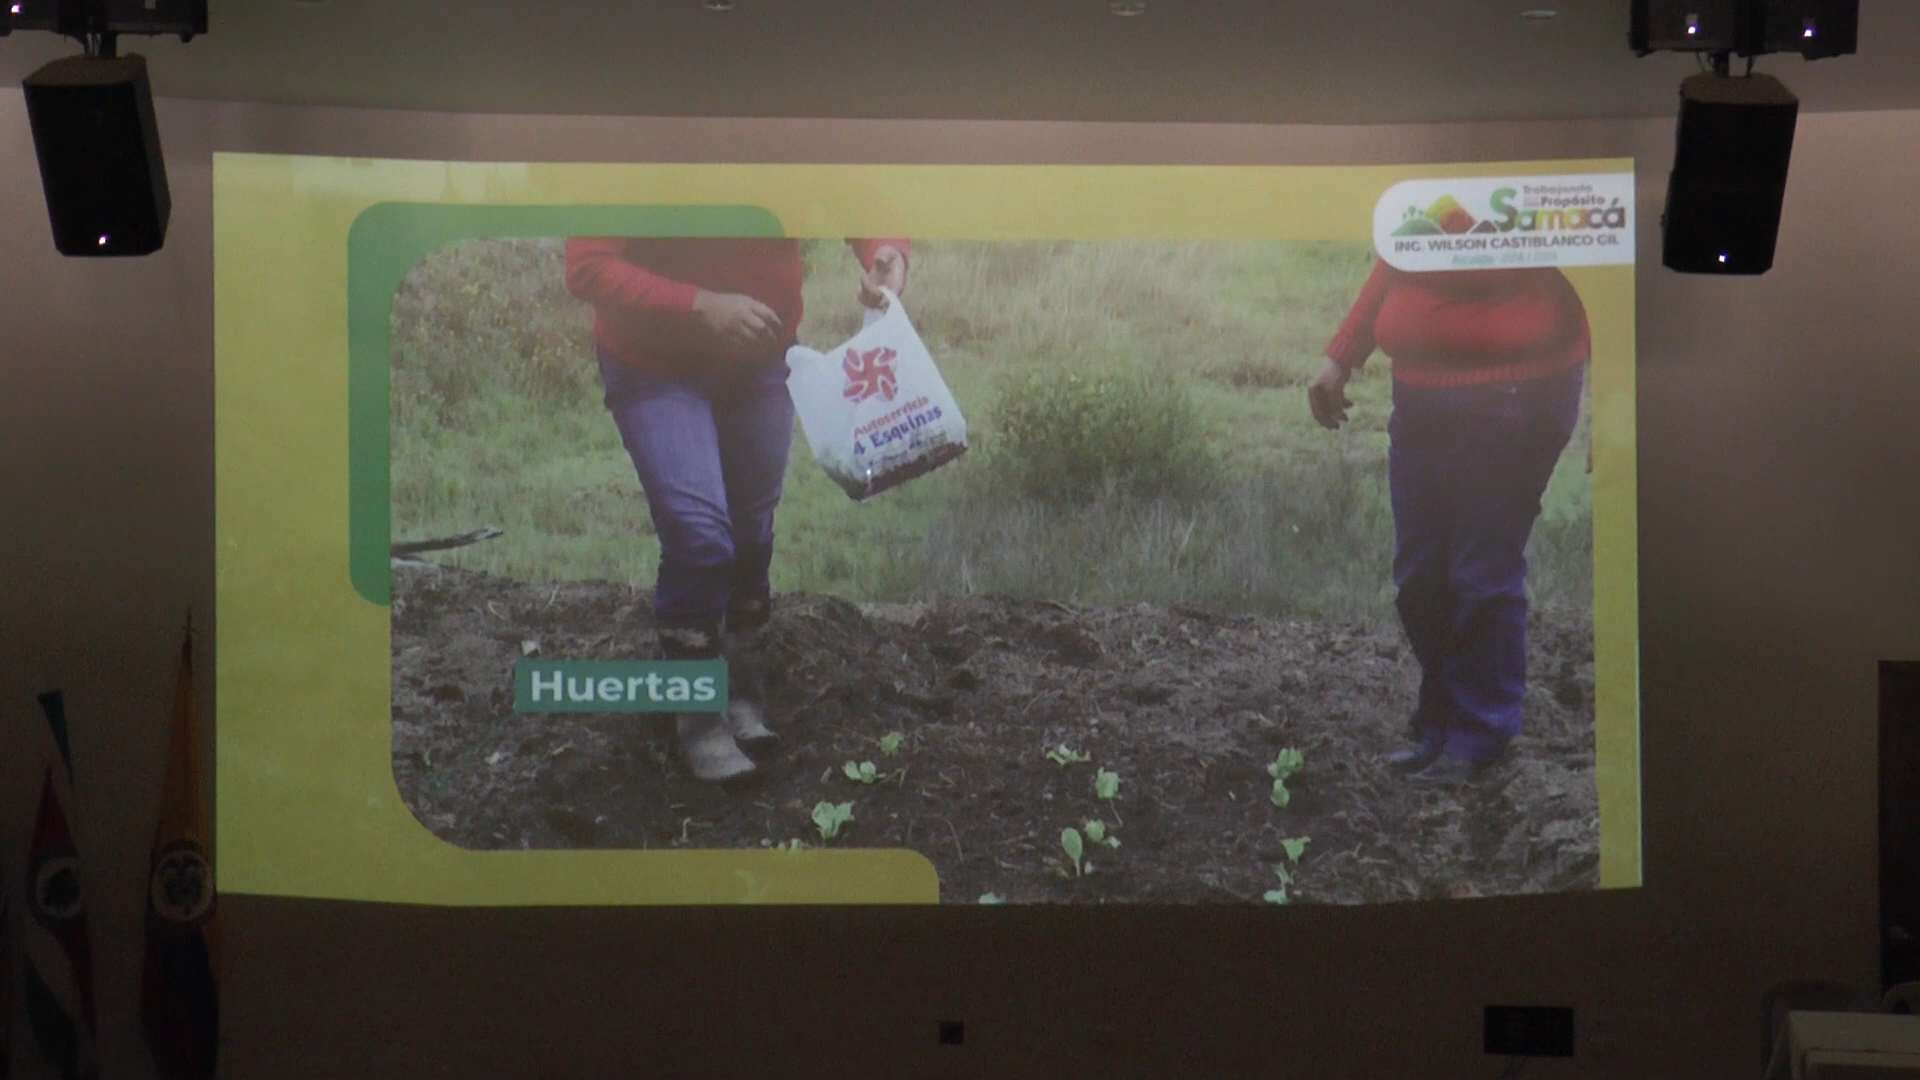 Trabajando
Propósito
Samacá
ING. WILSON CASTIBLANCO GIL
Autoservicio
4 Esquinas
Huertas